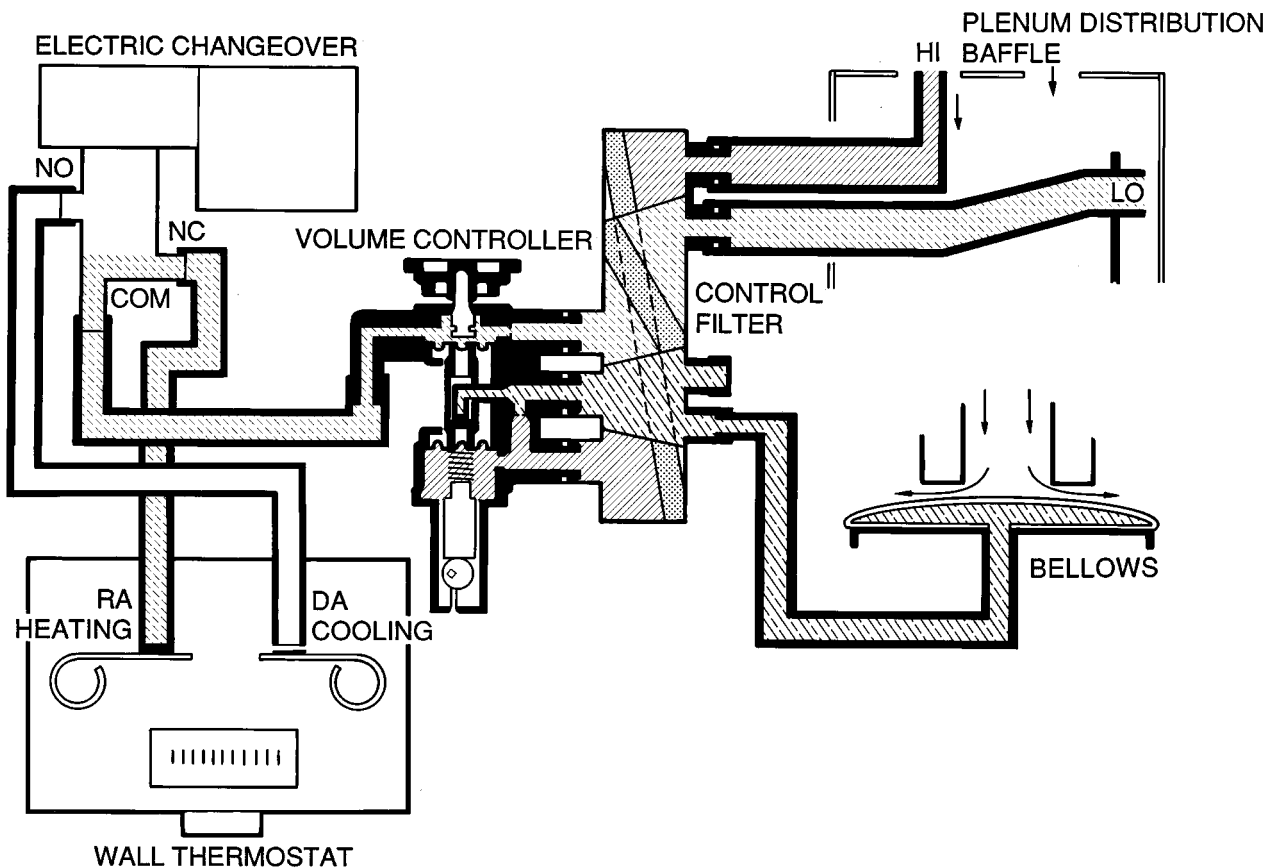 ELECTRIC CHANGEOVER
PLENUM DISTRIBUTION
BAFFLE
HI
NO
NC
LO
VOLUME CONTROLLER
COM
CONTROL
FILTER
BELLOWS
RA
HEATING
DA
COOLING
WALL THERMOSTAT